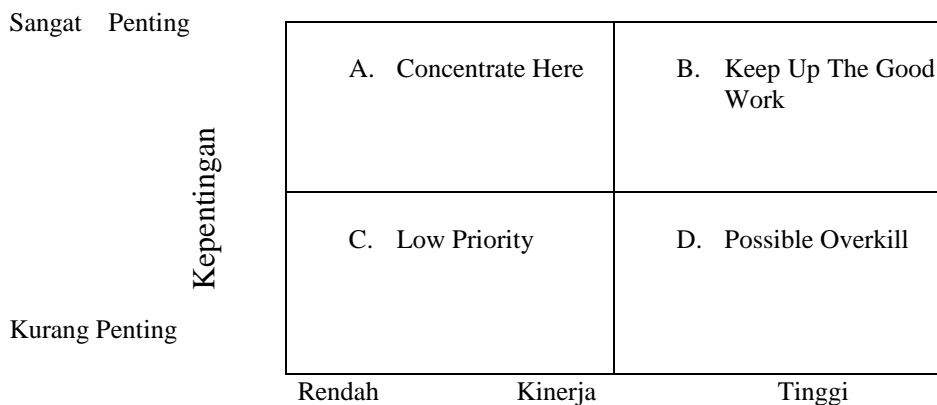 Sangat Penting
A. Concentrate Here
B. Keep Up The Good
Work
Kepentingan
C. Low Priority
D. Possible Overkill
Kurang Penting
Rendah Kinerja Tinggi